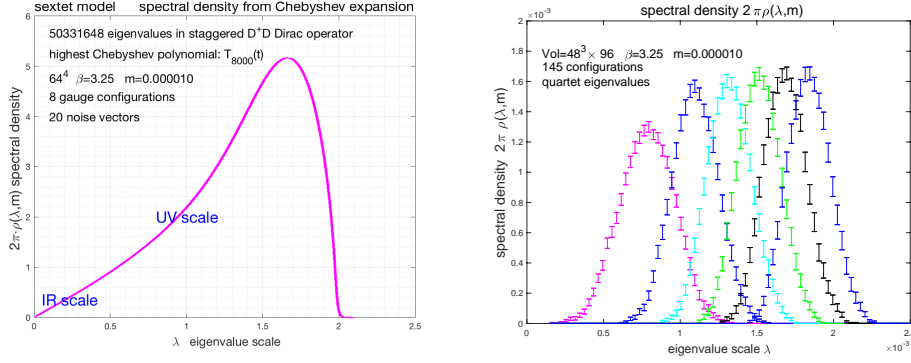 sextet model spectral density from Chebyshev expansion
50331648 eigenvalues in staggered D⁺D Dirac operator
highest Chebyshev polynomial: T₈₀₀₀(t)
64⁴ β=3.25 m=0.000010
8 gauge configurations
20 noise vectors
UV scale
IR scale
2π·ρ(λ,m) spectral density
6
5
4
3
2
1
0
0 0.5 1 1.5 2 2.5
λ eigenvalue scale
spectral density 2πρ(λ,m)
×10⁻³
Vol=48³× 96 β=3.25 m=0.000010
145 configurations
quartet eigenvalues
spectral density 2π ρ(λ,m)
2
1.8
1.6
1.4
1.2
1
0.8
0.6
0.4
0.2
0
0 0.5 1 1.5 2
eigenvalue scale λ
×10⁻³